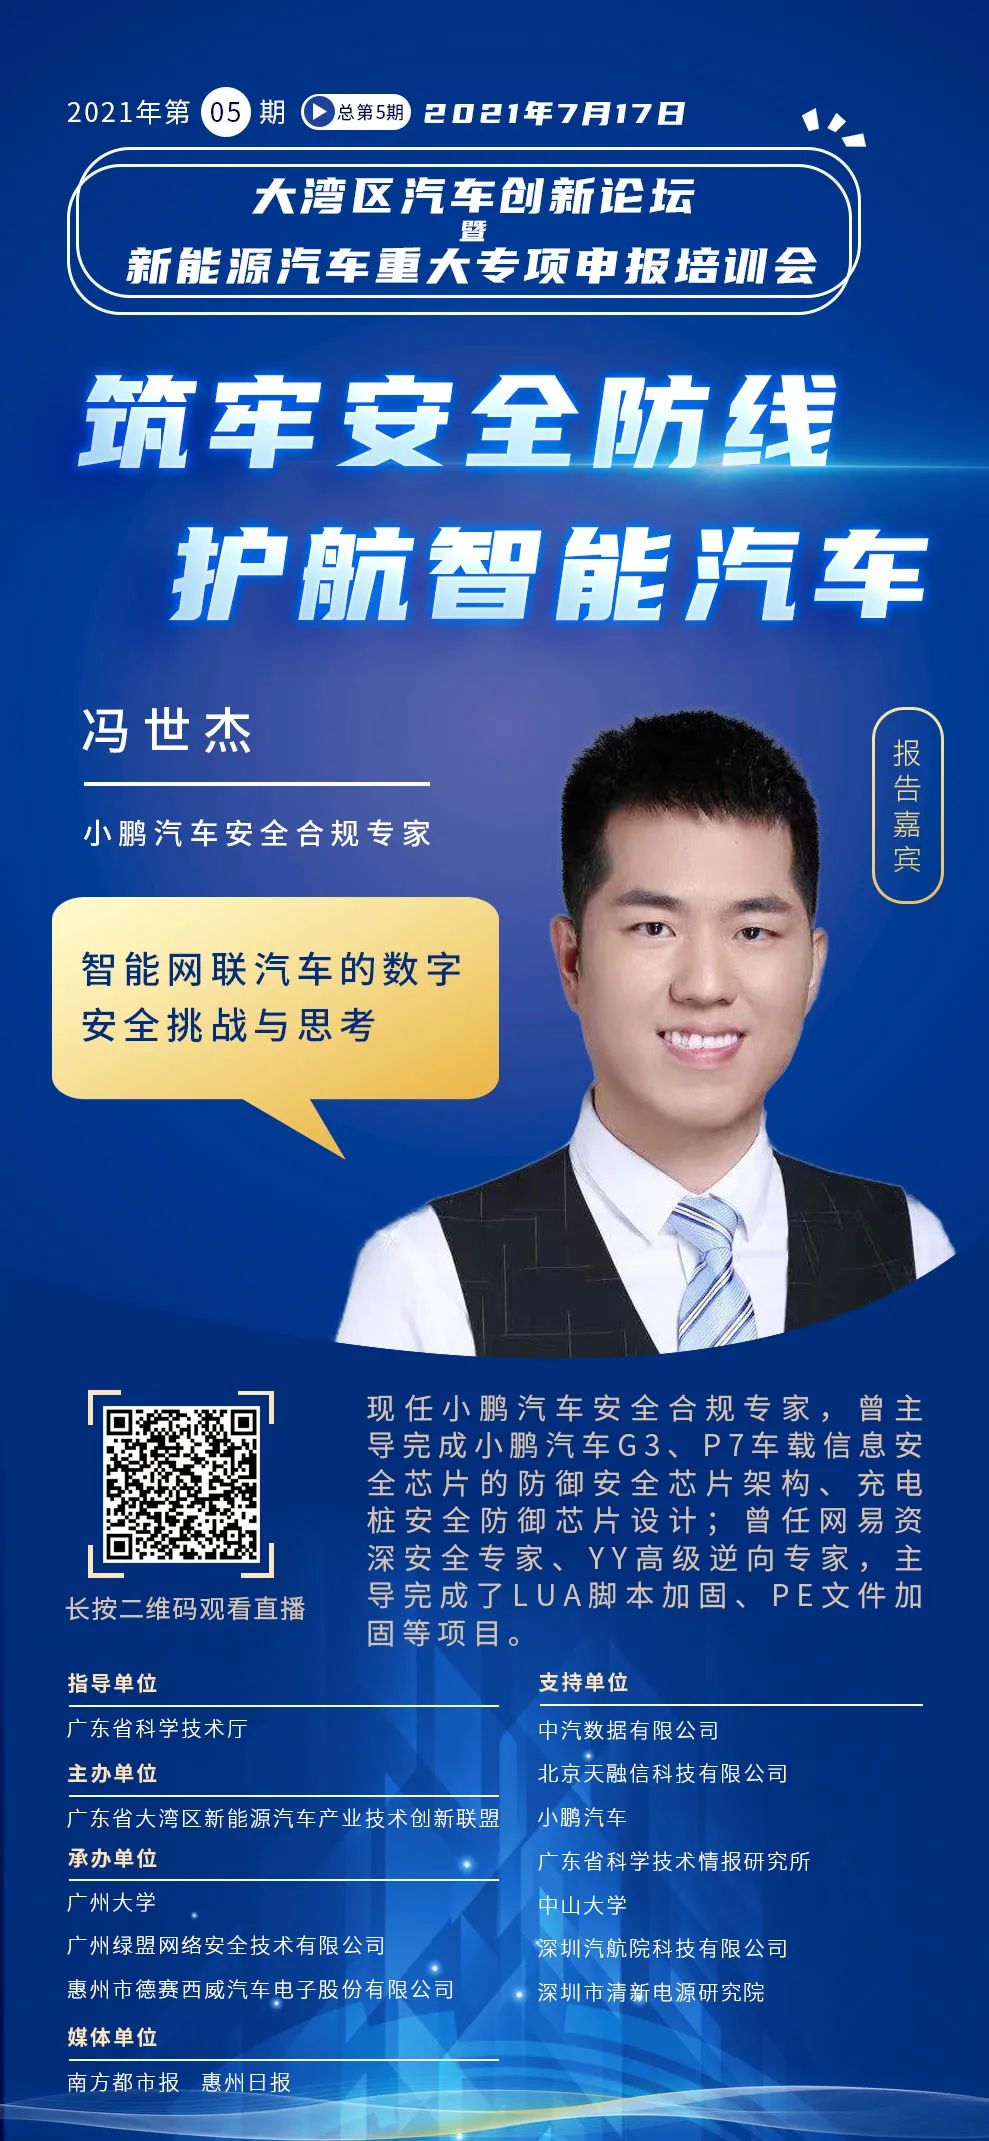 2021年第 05 期 总第5期 2021年7月17日
大湾区汽车创新论坛
暨
新能源汽车重大专项申报培训会
筑牢安全防线
护航智能汽车
冯世杰
小鹏汽车安全合规专家
报告嘉宾
智能网联汽车的数字
安全挑战与思考
现任小鹏汽车安全合规专家，曾主
导完成小鹏汽车G3、P7车载信息安
全芯片的防御安全芯片架构、充电
桩安全防御芯片设计；曾任网易资
深安全专家、YY高级逆向专家，主
导完成了LUA脚本加固、PE文件加
固等项目。
长按二维码观看直播
指导单位
广东省科学技术厅
主办单位
广东省大湾区新能源汽车产业技术创新联盟
承办单位
广州大学
广州绿盟网络安全技术有限公司
惠州市德赛西威汽车电子股份有限公司
媒体单位
南方都市报 惠州日报
支持单位
中汽数据有限公司
北京天融信科技有限公司
小鹏汽车
广东省科学技术情报研究所
中山大学
深圳汽航院科技有限公司
深圳市清新电源研究院